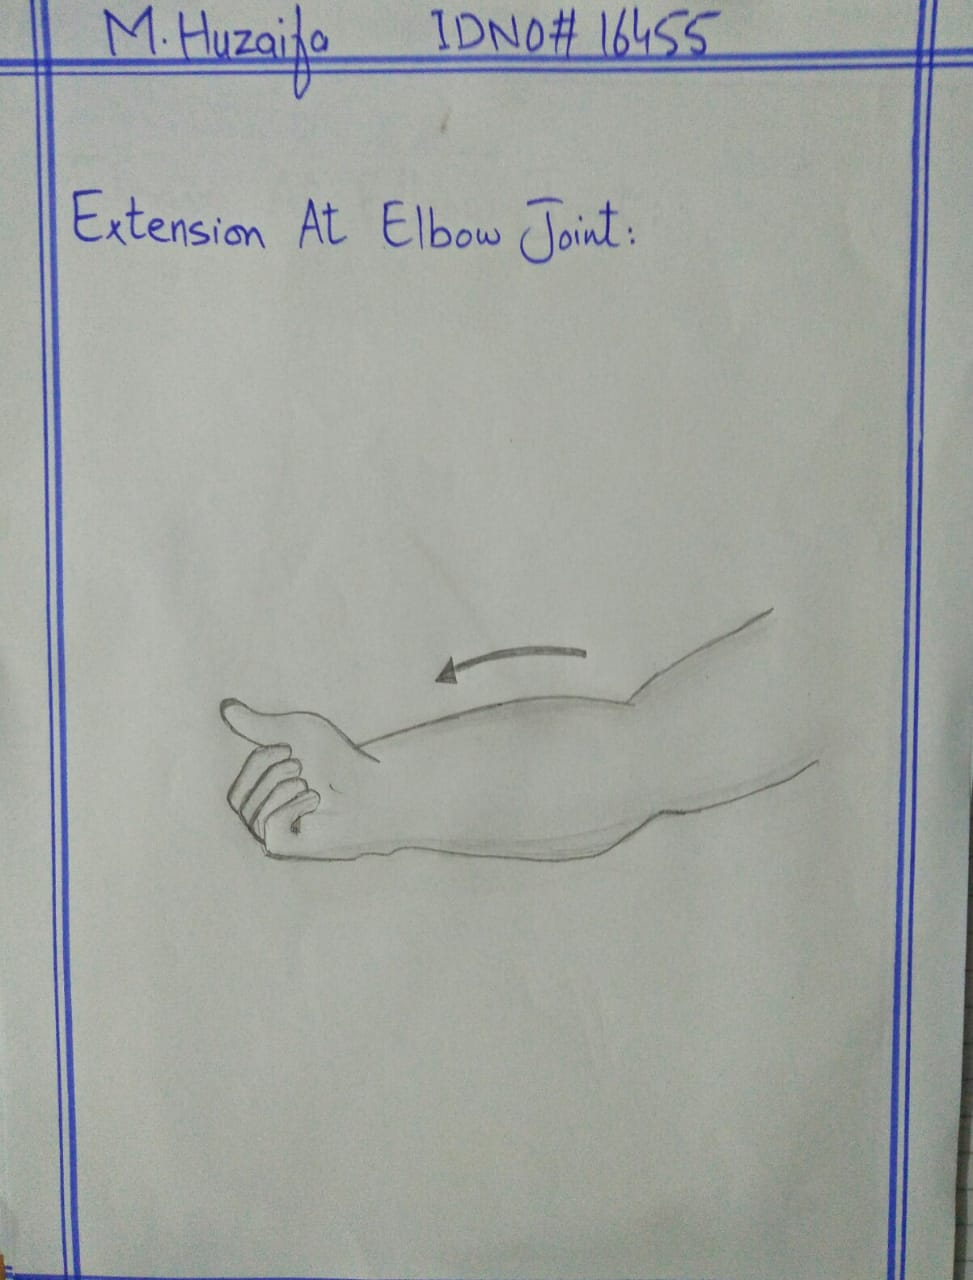 M. Huzaifa IDNO# 16455
Extension At Elbow Joint: